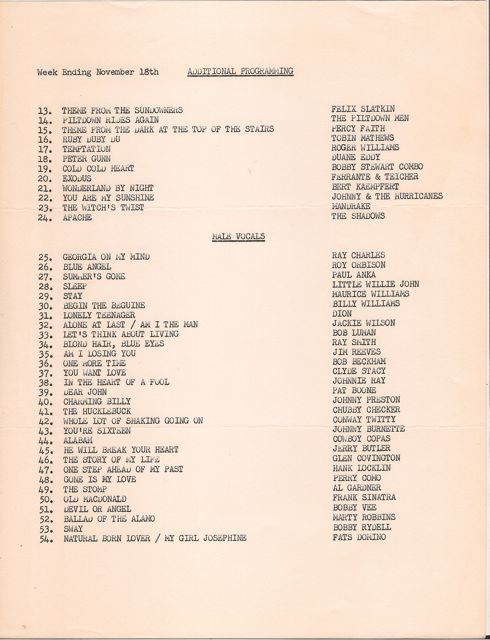 Week Ending November 18th ADDITIONAL PROGRAMMING
13. THEME FROM THE SUNDOWNERS FELIX SLATKIN
14. PILTDOWN RIDES AGAIN THE PILTDOWN MEN
15. THEME FROM THE DARK AT THE TOP OF THE STAIRS PERCY FAITH
16. RUBY DUBY DU TOBIN MATHEWS
17. TEMPTATION ROGER WILLIAMS
18. PETER GUNN DUANE EDDY
19. COLD COLD HEART BOBBY STEWART COMBO
20. EXODUS FERRANTE & TEICHER
21. WONDERLAND BY NIGHT BERT KAEMPFERT
22. YOU ARE MY SUNSHINE JOHNNY & THE HURRICANES
23. THE WITCH'S TWIST MANDRAKE
24. APACHE THE SHADOWS
MALE VOCALS
25. GEORGIA ON MY MIND RAY CHARLES
26. BLUE ANGEL ROY ORBISON
27. SUMMER'S GONE PAUL ANKA
28. SLEEP LITTLE WILLIE JOHN
29. STAY MAURICE WILLIAMS
30. BEGIN THE BEGUINE BILLY WILLIAMS
31. LONELY TEENAGER DION
32. ALONE AT LAST / AM I THE MAN JACKIE WILSON
33. LET'S THINK ABOUT LIVING BOB LUMAN
34. BLOND HAIR, BLUE EYES RAY SMITH
35. AM I LOSING YOU JIM REEVES
36. ONE MORE TIME BOB BECKHAM
37. YOU WANT LOVE CLYDE STACY
38. IN THE HEART OF A FOOL JOHNNIE RAY
39. DEAR JOHN PAT BOONE
40. CHARMING BILLY JOHNNY PRESTON
41. THE HUCKLEBUCK CHUBBY CHECKER
42. WHOLE LOT OF SHAKING GOING ON CONWAY TWITTY
43. YOU'RE SIXTEEN JOHNNY BURNETTE
44. ALABAM COWBOY COPAS
45. HE WILL BREAK YOUR HEART JERRY BUTLER
46. THE STORY OF MY LIFE GLEN COVINGTON
47. ONE STEP AHEAD OF MY PAST HANK LOCKLIN
48. GONE IS MY LOVE PERRY COMO
49. THE STOMP AL GARDNER
50. OLD MACDONALD FRANK SINATRA
51. DEVIL OR ANGEL BOBBY VEE
52. BALLAD OF THE ALAMO MARTY ROBBINS
53. SWAY BOBBY RYDELL
54. NATURAL BORN LOVER / MY GIRL JOSEPHINE FATS DOMINO